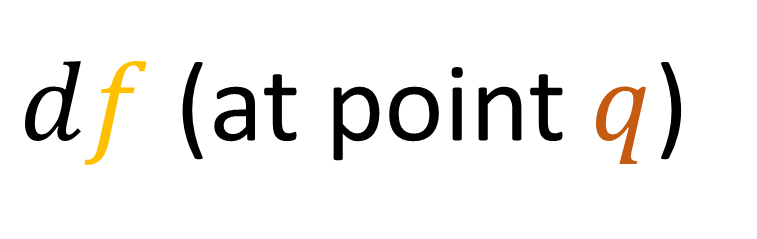 df (at point q)